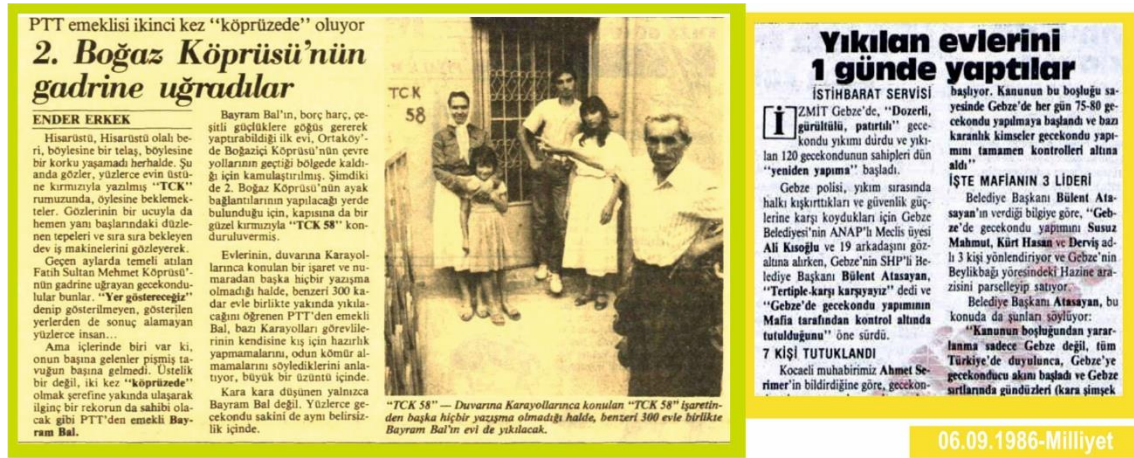 PTT emeklisi ikinci kez "köprüzede" oluyor
2. Boğaz Köprüsü'nün
gadrine uğradılar
ENDER ERKEK
Hisarüstü, Hisarüstü olalı be-
ri, böylesine bir telaş, böylesine
bir korku yaşamadı herhalde. Şu
anda gözler, yüzlerce evin üstü-
ne kırmızıyla yazılmış "TCK"
rumuzunda, öylesine beklemek-
teler. Gözlerinin bir ucuyla da
hemen yanı başlarındaki düzle-
nen tepeleri ve sıra sıra bekleyen
dev iş makinelerini gözleyerek.
Geçen aylarda temeli atılan
Fatih Sultan Mehmet Köprüsü'-
nün gadrine uğrayan gecekondu-
lular bunlar. "Yer göstereceğiz"
denip gösterilmeyen, gösterilen
yerlerden de sonuç alamayan
yüzlerce insan...
Ama içlerinde biri var ki,
onun başına gelenler pişmiş ta-
vuğun başına gelmedi. Üstelik
bir değil, iki kez "köprüzede"
olmak şerefine yakında ulaşarak
ilginç bir rekorun da sahibi ola-
cak gibi PTT'den emekli Bay-
ram Bal.
Bayram Bal'ın, borç harç, çe-
şitli güçlüklere göğüs gererek
yaptırabildiği ilk evi, Ortaköy'-
de Boğaziçi Köprüsü'nün çevre
yollarının geçtiği bölgede kaldı-
ğı için kamulaştırılmış. Şimdiki
de 2. Boğaz Köprüsü'nün ayak
bağlantılarının yapılacağı yerde
bulunduğu için, kapısına da bir
güzel kırmızıyla "TCK 58" kon-
duruluvermiş.
Evlerinin, duvarına Karayol-
larınca konulan bir işaret ve nu-
maradan başka hiçbir yazışma
olmadığı halde, benzeri 300 ka-
dar evle birlikte yakında yıkıla-
cağını öğrenen PTT'den emekli
Bal, bazı Karayolları görevlile-
rinin kendisine kış için hazırlık
yapmamalarını, odun kömür al-
mamalarını söylediklerini anla-
tıyor, büyük bir üzüntü içinde.
Kara kara düşünen yalnızca
Bayram Bal değil. Yüzlerce ge-
cekondu sakini de aynı belirsiz-
lik içinde.
TCK
58
"TCK 58" — Duvarına Karayollarınca konulan "TCK 58" işaretin-
den başka hiçbir yazışma olmadığı halde, benzeri 300 evle birlikte
Bayram Bal'ın evi de yıkılacak.
Yıkılan evlerini
1 günde yaptılar
İSTİHBARAT SERVİSİ
İZMİT Gebze'de, "Dozerli,
gürültülü, patırtılı" gece-
kondu yıkımı durdu ve yıkı-
lan 120 gecekondunun sahipleri dün
"yeniden yapıma" başladı.
Gebze polisi, yıkım sırasında
halkı kışkırttıkları ve güvenlik güç-
lerine karşı koydukları için Gebze
Belediyesi'nin ANAP'lı Meclis üyesi
Ali Kısoğlu ve 19 arkadaşını göz-
altına alırken, Gebze'nin SHP'li Be-
lediye Başkanı Bülent Atasayan,
"Tertiple karşı karşıyayız" dedi ve
"Gebze'de gecekondu yapımının
Mafia tarafından kontrol altında
tutulduğunu" öne sürdü.
7 KİŞİ TUTUKLANDI
Kocaeli muhabirimiz Ahmet Se-
rimer'in bildirdiğine göre, gecekon-
başlıyor. Kanunun bu boşluğu sa-
yesinde Gebze'de her gün 75-80 ge-
cekondu yapılmaya başlandı ve bazı
karanlık kimseler gecekondu yapı-
mını tamamen kontrolleri altına
aldı"
İŞTE MAFİANIN 3 LİDERİ
Belediye Başkanı Bülent Ata-
sayan'ın verdiği bilgiye göre, "Geb-
ze'de gecekondu yapımını Susuz
Mahmut, Kürt Hasan ve Derviş ad-
lı 3 kişi yönlendiriyor ve Gebze'nin
Beylikbağı yöresindeki Hazine ara-
zisini parselleyip satıyor.
Belediye Başkanı Atasayan, bu
konuda da şunları söylüyor:
"Kanunun boşluğundan yarar-
lanma sadece Gebze değil, tüm
Türkiye'de duyulunca, Gebze'ye
gecekonducu akını başladı ve Gebze
sırtlarında gündüzleri (kara şimşek
06.09.1986-Milliyet